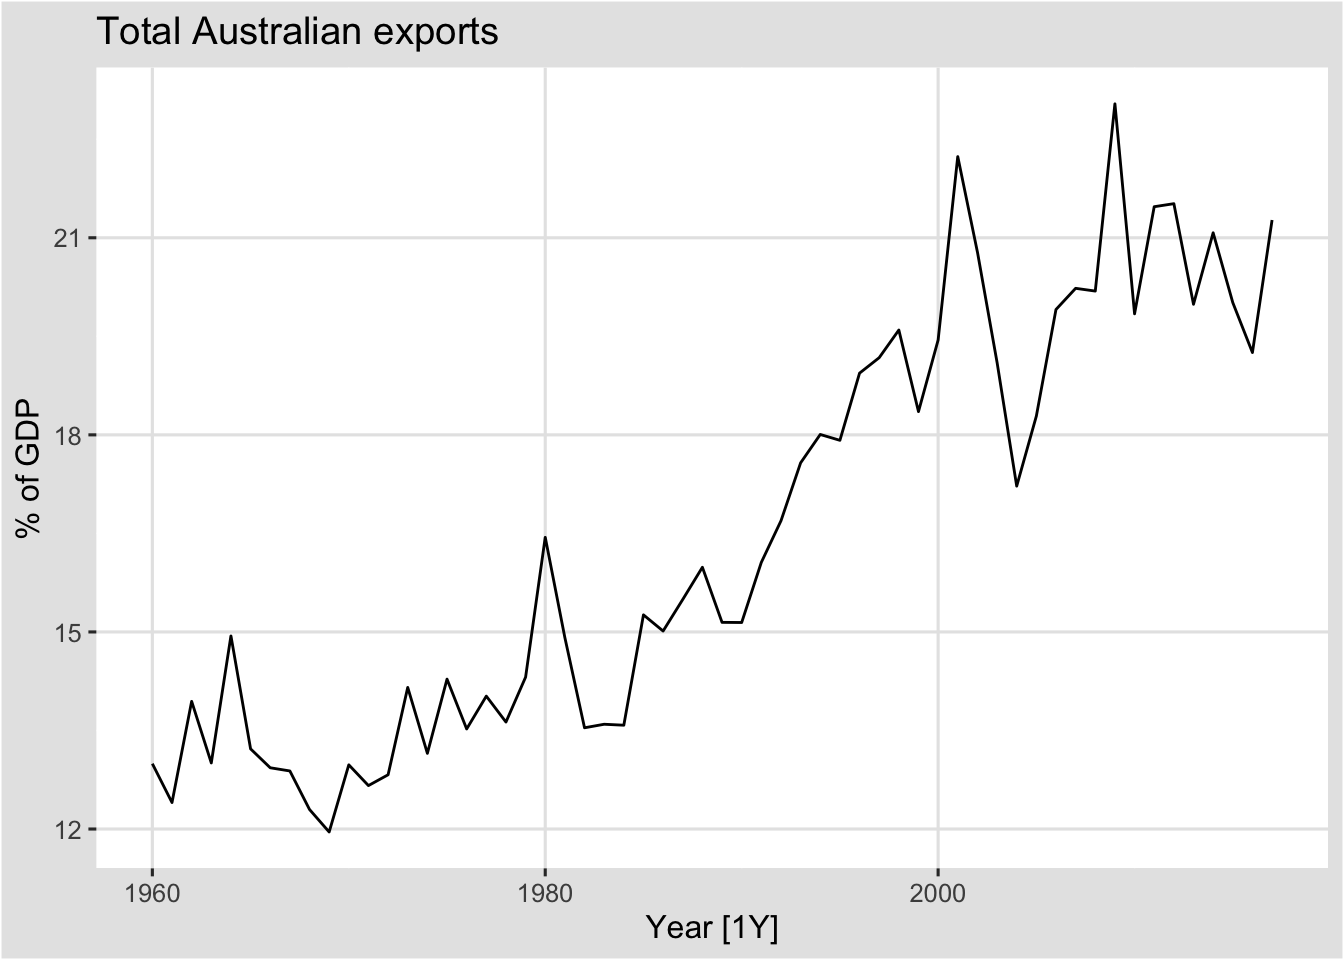 Total Australian exports
% of GDP
21
18
15
12
1960 1980 2000
Year [1Y]